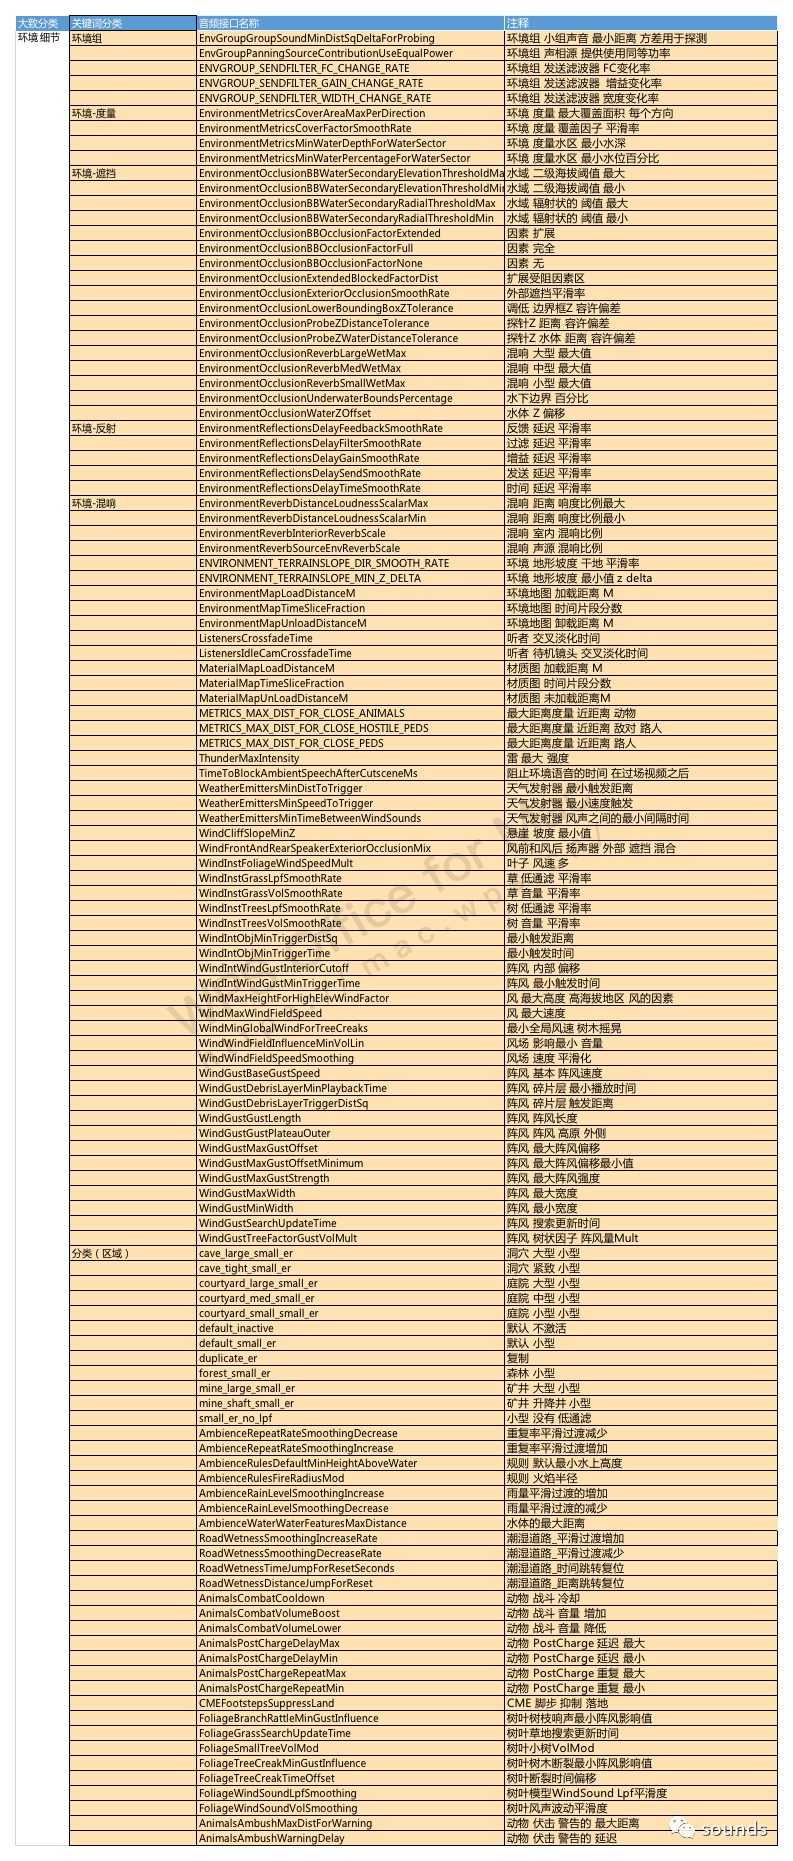 大致分类 关键词分类 音频接口名称 注释
环境 细节 环境组 EnvGroupGroupSoundMinDistSqDeltaForProbing 环境组 小组声音 最小距离 方差用于探测
EnvGroupPanningSourceContributionUseEqualPower 环境组 声相源 提供使用同等功率
ENVGROUP_SENDFILTER_FC_CHANGE_RATE 环境组 发送滤波器 FC变化率
ENVGROUP_SENDFILTER_GAIN_CHANGE_RATE 环境组 发送滤波器 增益变化率
ENVGROUP_SENDFILTER_WIDTH_CHANGE_RATE 环境组 发送滤波器 宽度变化率
环境-度量 EnvironmentMetricsCoverAreaMaxPerDirection 环境 度量 最大覆盖面积 每个方向
EnvironmentMetricsCoverFactorSmoothRate 环境 度量 覆盖因子 平滑率
EnvironmentMetricsMinWaterDepthForWaterSector 环境 度量水区 最小水深
EnvironmentMetricsMinWaterPercentageForWaterSector 环境 度量水区 最小水位百分比
环境-遮挡 EnvironmentOcclusionBBWaterSecondaryElevationThresholdMa 水域 二级海拔阈值 最大
EnvironmentOcclusionBBWaterSecondaryElevationThresholdMi 水域 二级海拔阈值 最小
EnvironmentOcclusionBBWaterSecondaryRadialThresholdMax 水域 辐射状的 阈值 最大
EnvironmentOcclusionBBWaterSecondaryRadialThresholdMin 水域 辐射状的 阈值 最小
EnvironmentOcclusionBBOcclusionFactorExtended 因素 扩展
EnvironmentOcclusionBBOcclusionFactorFull 因素 完全
EnvironmentOcclusionBBOcclusionFactorNone 因素 无
EnvironmentOcclusionExtendedBlockedFactorDist 扩展受阻因素区
EnvironmentOcclusionExteriorOcclusionSmoothRate 外部遮挡平滑率
EnvironmentOcclusionLowerBoundingBoxZTolerance 调低 边界框Z 容许偏差
EnvironmentOcclusionProbeZDistanceTolerance 探针Z 距离 容许偏差
EnvironmentOcclusionProbeZWaterDistanceTolerance 探针Z 水体 距离 容许偏差
EnvironmentOcclusionReverbLargeWetMax 混响 大型 最大值
EnvironmentOcclusionReverbMedWetMax 混响 中型 最大值
EnvironmentOcclusionReverbSmallWetMax 混响 小型 最大值
EnvironmentOcclusionUnderwaterBoundsPercentage 水下边界 百分比
EnvironmentOcclusionWaterZOffset 水体 Z 偏移
环境-反射 EnvironmentReflectionsDelayFeedbackSmoothRate 反馈 延迟 平滑率
EnvironmentReflectionsDelayFilterSmoothRate 过滤 延迟 平滑率
EnvironmentReflectionsDelayGainSmoothRate 增益 延迟 平滑率
EnvironmentReflectionsDelaySendSmoothRate 发送 延迟 平滑率
EnvironmentReflectionsDelayTimeSmoothRate 时间 延迟 平滑率
环境-混响 EnvironmentReverbDistanceLoudnessScalarMax 混响 距离 响度比例最大
EnvironmentReverbDistanceLoudnessScalarMin 混响 距离 响度比例最小
EnvironmentReverbInteriorReverbScale 混响 室内 混响比例
EnvironmentReverbSourceEnvReverbScale 混响 声源 混响比例
ENVIRONMENT_TERRAINSLOPE_DIR_SMOOTH_RATE 环境 地形坡度 干地 平滑率
ENVIRONMENT_TERRAINSLOPE_MIN_Z_DELTA 环境 地形坡度 最小值 z delta
EnvironmentMapLoadDistanceM 环境地图 加载距离 M
EnvironmentMapTimeSliceFraction 环境地图 时间片段分数
EnvironmentMapUnloadDistanceM 环境地图 卸载距离 M
ListenersCrossfadeTime 听者 交叉淡化时间
ListenersIdleCamCrossfadeTime 听者 待机镜头 交叉淡化时间
MaterialMapLoadDistanceM 材质图 加载距离 M
MaterialMapTimeSliceFraction 材质图 时间片段分数
MaterialMapUnLoadDistanceM 材质图 未加载距离M
METRICS_MAX_DIST_FOR_CLOSE_ANIMALS 最大距离度量 近距离 动物
METRICS_MAX_DIST_FOR_CLOSE_HOSTILE_PEDS 最大距离度量 近距离 敌对 路人
METRICS_MAX_DIST_FOR_CLOSE_PEDS 最大距离度量 近距离 路人
ThunderMaxIntensity 雷 最大 强度
TimeToBlockAmbientSpeechAfterCutsceneMs 阻止环境语音的时间 在过场视频之后
WeatherEmittersMinDistToTrigger 天气发射器 最小触发距离
WeatherEmittersMinSpeedToTrigger 天气发射器 最小速度触发
WeatherEmittersMinTimeBetweenWindSounds 天气发射器 风声之间的最小间隔时间
WindCliffSlopeMinZ 悬崖 坡度 最小值
WindFrontAndRearSpeakerExteriorOcclusionMix 风前和风后 扬声器 外部 遮挡 混合
WindInstFoliageWindSpeedMult 叶子 风速 多
WindInstGrassLpfSmoothRate 草 低通滤 平滑率
WindInstGrassVolSmoothRate 草 音量 平滑率
WindInstTreesLpfSmoothRate 树 低通滤 平滑率
WindInstTreesVolSmoothRate 树 音量 平滑率
WindIntObjMinTriggerDistSq 最小触发距离
WindIntObjMinTriggerTime 最小触发时间
WindIntWindGustInteriorCutoff 阵风 内部 偏移
WindIntWindGustMinTriggerTime 阵风 最小触发时间
WindMaxHeightForHighElevWindFactor 风 最大高度 高海拔地区 风的因素
WindMaxWindFieldSpeed 风 最大速度
WindMinGlobalWindForTreeCreaks 最小全局风速 树木摇晃
WindWindFieldInfluenceMinVolLin 风场 影响最小 音量
WindWindFieldSpeedSmoothing 风场 速度 平滑化
WindGustBaseGustSpeed 阵风 基本 阵风速度
WindGustDebrisLayerMinPlaybackTime 阵风 碎片层 最小播放时间
WindGustDebrisLayerTriggerDistSq 阵风 碎片层 触发距离
WindGustGustLength 阵风 阵风长度
WindGustGustPlateauOuter 阵风 阵风 高原 外侧
WindGustMaxGustOffset 阵风 最大阵风偏移
WindGustMaxGustOffsetMinimum 阵风 最大阵风偏移最小值
WindGustMaxGustStrength 阵风 最大阵风强度
WindGustMaxWidth 阵风 最大宽度
WindGustMinWidth 阵风 最小宽度
WindGustSearchUpdateTime 阵风 搜索更新时间
WindGustTreeFactorGustVolMult 阵风 树状因子 阵风量Mult
分类（区域） cave_large_small_er 洞穴 大型 小型
cave_tight_small_er 洞穴 紧致 小型
courtyard_large_small_er 庭院 大型 小型
courtyard_med_small_er 庭院 中型 小型
courtyard_small_small_er 庭院 小型 小型
default_inactive 默认 不激活
default_small_er 默认 小型
duplicate_er 复制
forest_small_er 森林 小型
mine_large_small_er 矿井 大型 小型
mine_shaft_small_er 矿井 升降井 小型
small_er_no_lpf 小型 没有 低通滤
AmbienceRepeatRateSmoothingDecrease 重复率平滑过渡减少
AmbienceRepeatRateSmoothingIncrease 重复率平滑过渡增加
AmbienceRulesDefaultMinHeightAboveWater 规则 默认最小水上高度
AmbienceRulesFireRadiusMod 规则 火焰半径
AmbienceRainLevelSmoothingIncrease 雨量平滑过渡的增加
AmbienceRainLevelSmoothingDecrease 雨量平滑过渡的减少
AmbienceWaterWaterFeaturesMaxDistance 水体的最大距离
RoadWetnessSmoothingIncreaseRate 潮湿道路_平滑过渡增加
RoadWetnessSmoothingDecreaseRate 潮湿道路_平滑过渡减少
RoadWetnessTimeJumpForResetSeconds 潮湿道路_时间跳转复位
RoadWetnessDistanceJumpForReset 潮湿道路_距离跳转复位
AnimalsCombatCooldown 动物 战斗 冷却
AnimalsCombatVolumeBoost 动物 战斗 音量 增加
AnimalsCombatVolumeLower 动物 战斗 音量 降低
AnimalsPostChargeDelayMax 动物 PostCharge 延迟 最大
AnimalsPostChargeDelayMin 动物 PostCharge 延迟 最小
AnimalsPostChargeRepeatMax 动物 PostCharge 重复 最大
AnimalsPostChargeRepeatMin 动物 PostCharge 重复 最小
CMEFootstepsSuppressLand CME 脚步 抑制 落地
FoliageBranchRattleMinGustInfluence 树叶树枝响声最小阵风影响值
FoliageGrassSearchUpdateTime 树叶草地搜索更新时间
FoliageSmallTreeVolMod 树叶小树VolMod
FoliageTreeCreakMinGustInfluence 树叶树木断裂最小阵风影响值
FoliageTreeCreakTimeOffset 树叶断裂时间偏移
FoliageWindSoundLpfSmoothing 树叶模型WindSound Lpf平滑度
FoliageWindSoundVolSmoothing 树叶风声波动平滑度
AnimalsAmbushMaxDistForWarning 动物 伏击 警告的 最大距离
AnimalsAmbushWarningDelay 动物 伏击 警告的 延迟
sounds